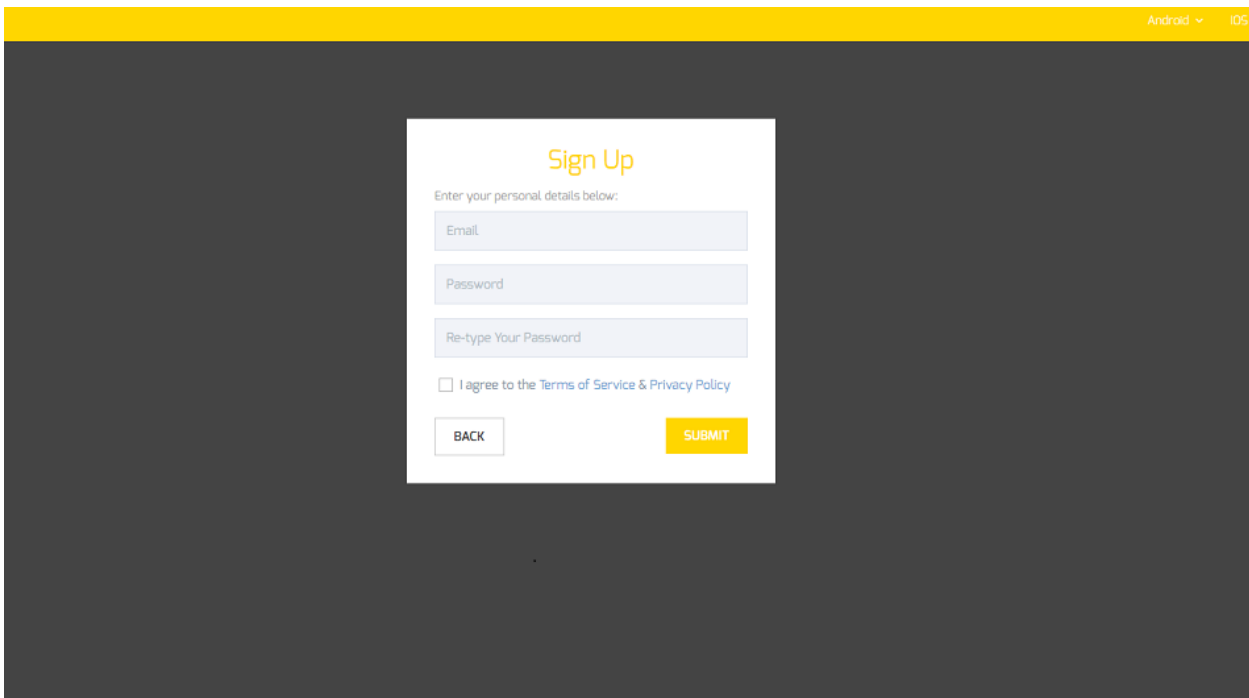 Android IOS
Sign Up
Enter your personal details below:
Email
Password
Re-type Your Password
I agree to the Terms of Service & Privacy Policy
BACK SUBMIT